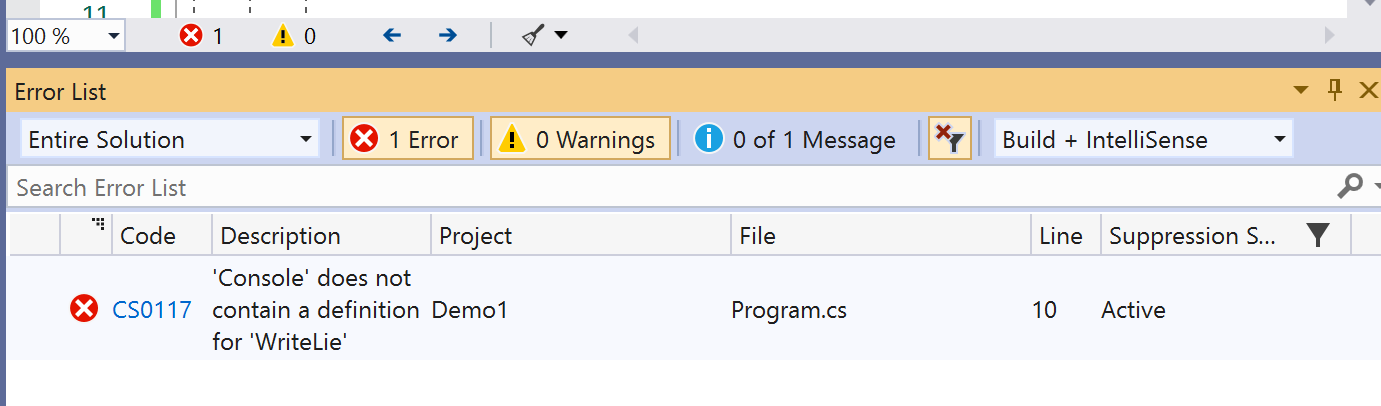 11
100 % 1 0
Error List
Entire Solution 1 Error 0 Warnings 0 of 1 Message Build + IntelliSense
Search Error List
Code Description Project File Line Suppression S...
'Console' does not
CS0117 contain a definition Demo1 Program.cs 10 Active
for 'WriteLie'